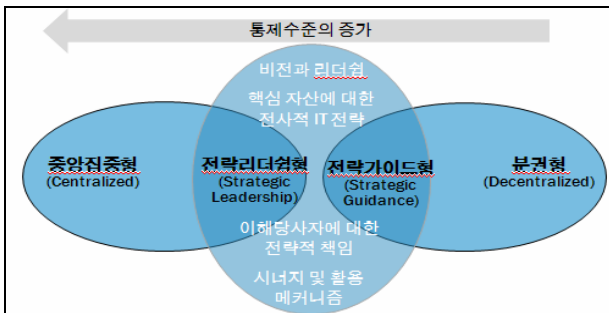 통제수준의 증가
비전과 리더쉽
핵심 자산에 대한
전사적 IT 전략
중앙집중형
(Centralized)
전략리더쉽형
(Strategic
Leadership)
전략가이드형
(Strategic
Guidance)
분권형
(Decentralized)
이해당사자에 대한
전략적 책임
시너지 및 활용
메커니즘